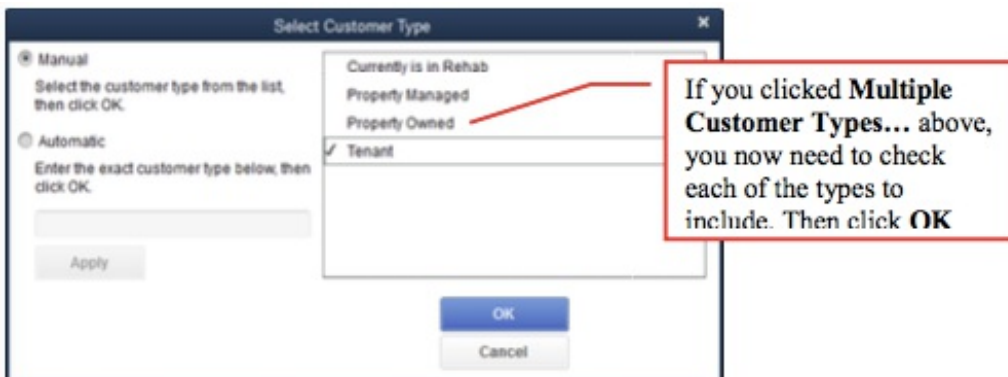 Select Customer Type
Manual
Select the customer type from the list,
then click OK.
Automatic
Enter the exact customer type below, then
click OK.
Apply
Currently is in Rehab
Property Managed
Property Owned
✓ Tenant
OK
Cancel
If you clicked Multiple
Customer Types... above,
you now need to check
each of the types to
include. Then click OK